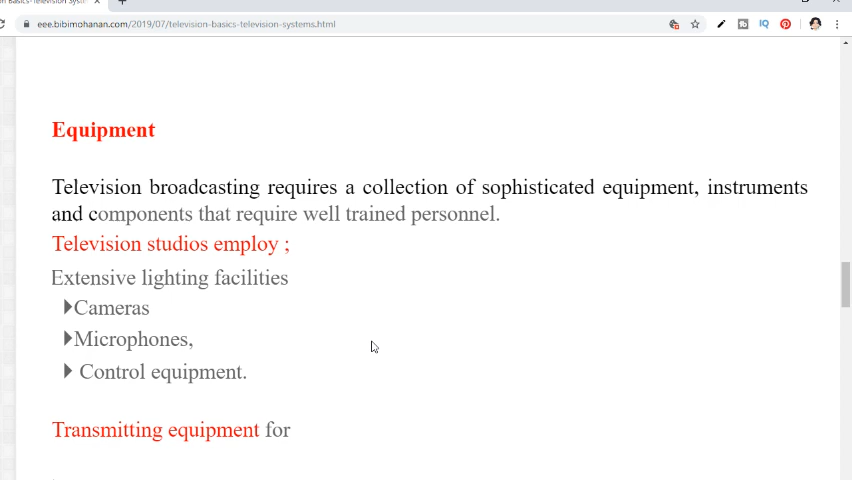 eee.bibimohanan.com/2019/07/television-basics-television-systems.html
Equipment
Television broadcasting requires a collection of sophisticated equipment, instruments
and components that require well trained personnel.
Television studios employ ;
Extensive lighting facilities
Cameras
Microphones,
Control equipment.
Transmitting equipment for